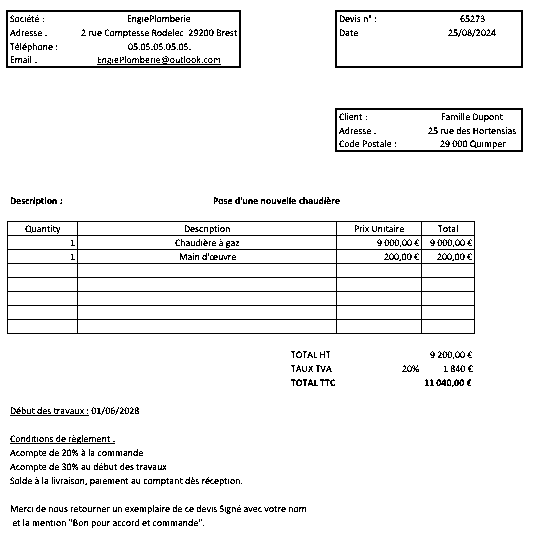 Société : EngiePlomberie
Adresse : 2 rue Comptesse Rodelec 29200 Brest
Téléphone : 05.05.05.05.05.
Email : EngiePlomberie@outlook.com
Devis n° : 65273
Date 25/08/2024
Client : Famille Dupont
Adresse : 25 rue des Hortensias
Code Postale : 29 000 Quimper
Description : Pose d'une nouvelle chaudière
Quantity Description Prix Unitaire Total
1 Chaudière à gaz 9 000,00 € 9 000,00 €
1 Main d'œuvre 200,00 € 200,00 €
TOTAL HT 9 200,00 €
TAUX TVA 20% 1 840 €
TOTAL TTC 11 040,00 €
Début des travaux : 01/06/2028
Conditions de règlement :
Acompte de 20% à la commande
Acompte de 30% au début des travaux
Solde à la livraison, paiement au comptant dès réception.
Merci de nous retourner un exemplaire de ce devis Signé avec votre nom
et la mention "Bon pour accord et commande".